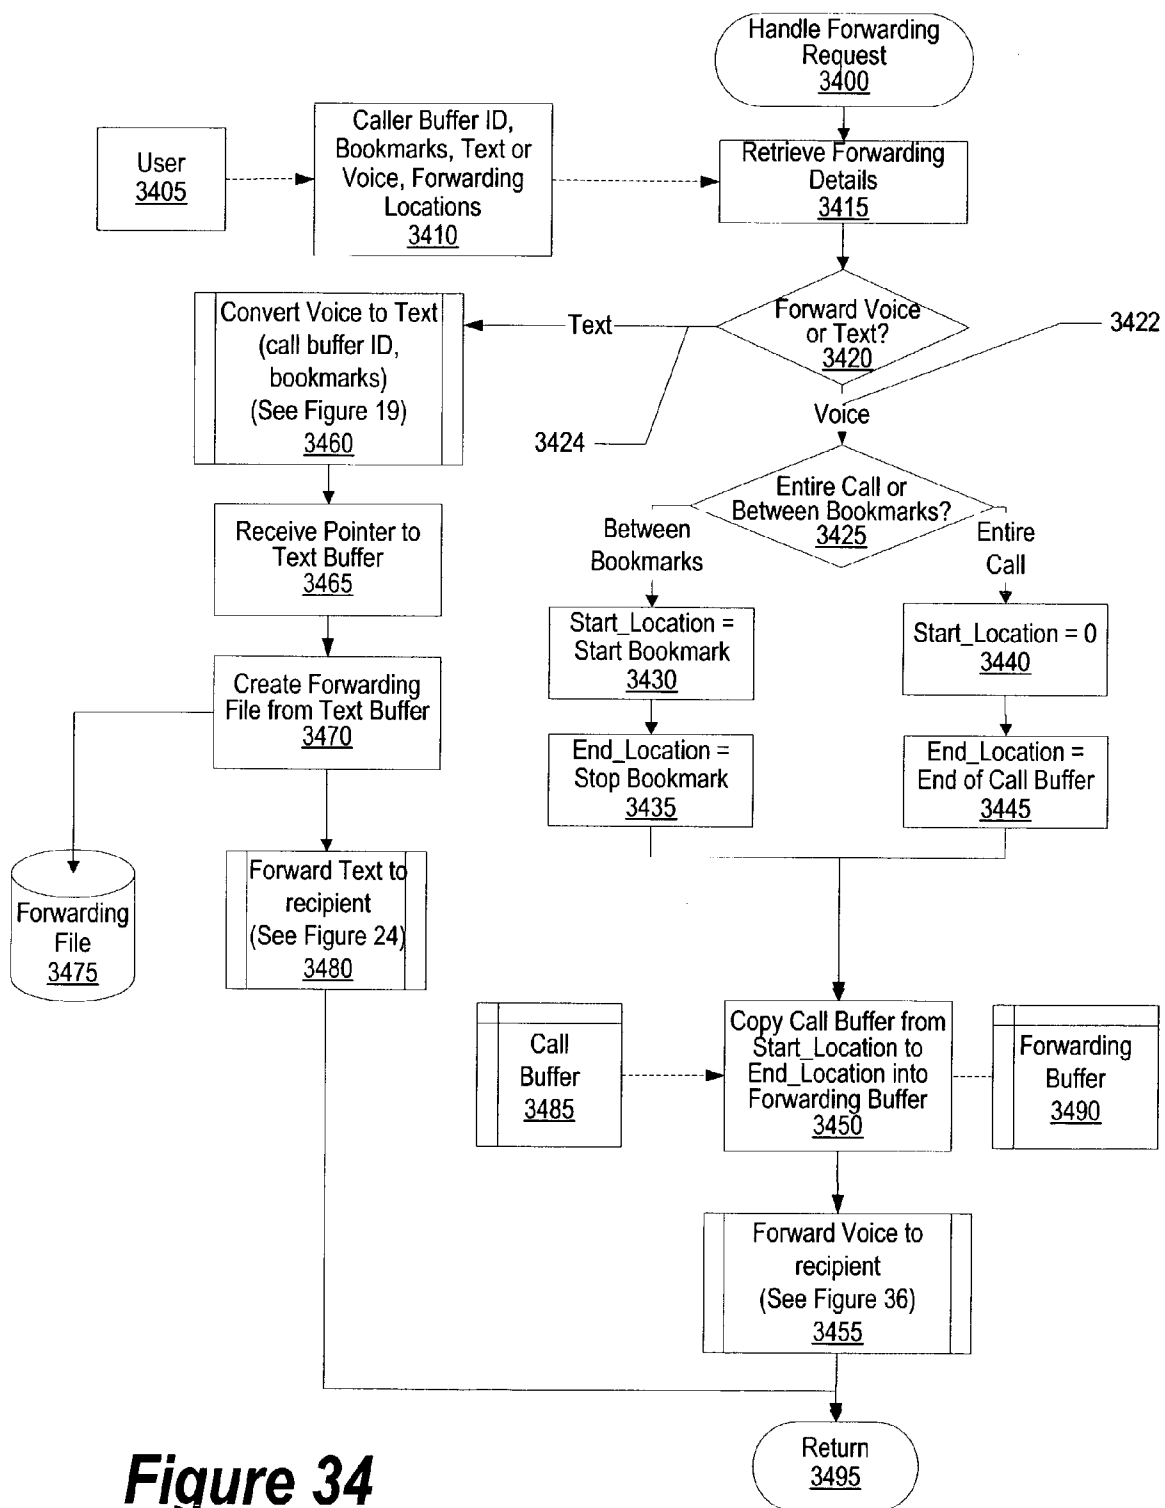 Handle Forwarding
Request
3400
User
3405
Caller Buffer ID,
Bookmarks, Text or
Voice, Forwarding
Locations
3410
Retrieve Forwarding
Details
3415
Forward Voice
or Text?
3420
3422
Text
3424
Voice
Convert Voice to Text
(call buffer ID,
bookmarks)
(See Figure 19)
3460
Entire Call or
Between Bookmarks?
3425
Between
Bookmarks
Entire
Call
Receive Pointer to
Text Buffer
3465
Start_Location =
Start Bookmark
3430
Start_Location = 0
3440
Create Forwarding
File from Text Buffer
3470
End_Location =
Stop Bookmark
3435
End_Location =
End of Call Buffer
3445
Forwarding
File
3475
Forward Text to
recipient
(See Figure 24)
3480
Call
Buffer
3485
Copy Call Buffer from
Start_Location to
End_Location into
Forwarding Buffer
3450
Forwarding
Buffer
3490
Forward Voice to
recipient
(See Figure 36)
3455
Return
3495
Figure 34